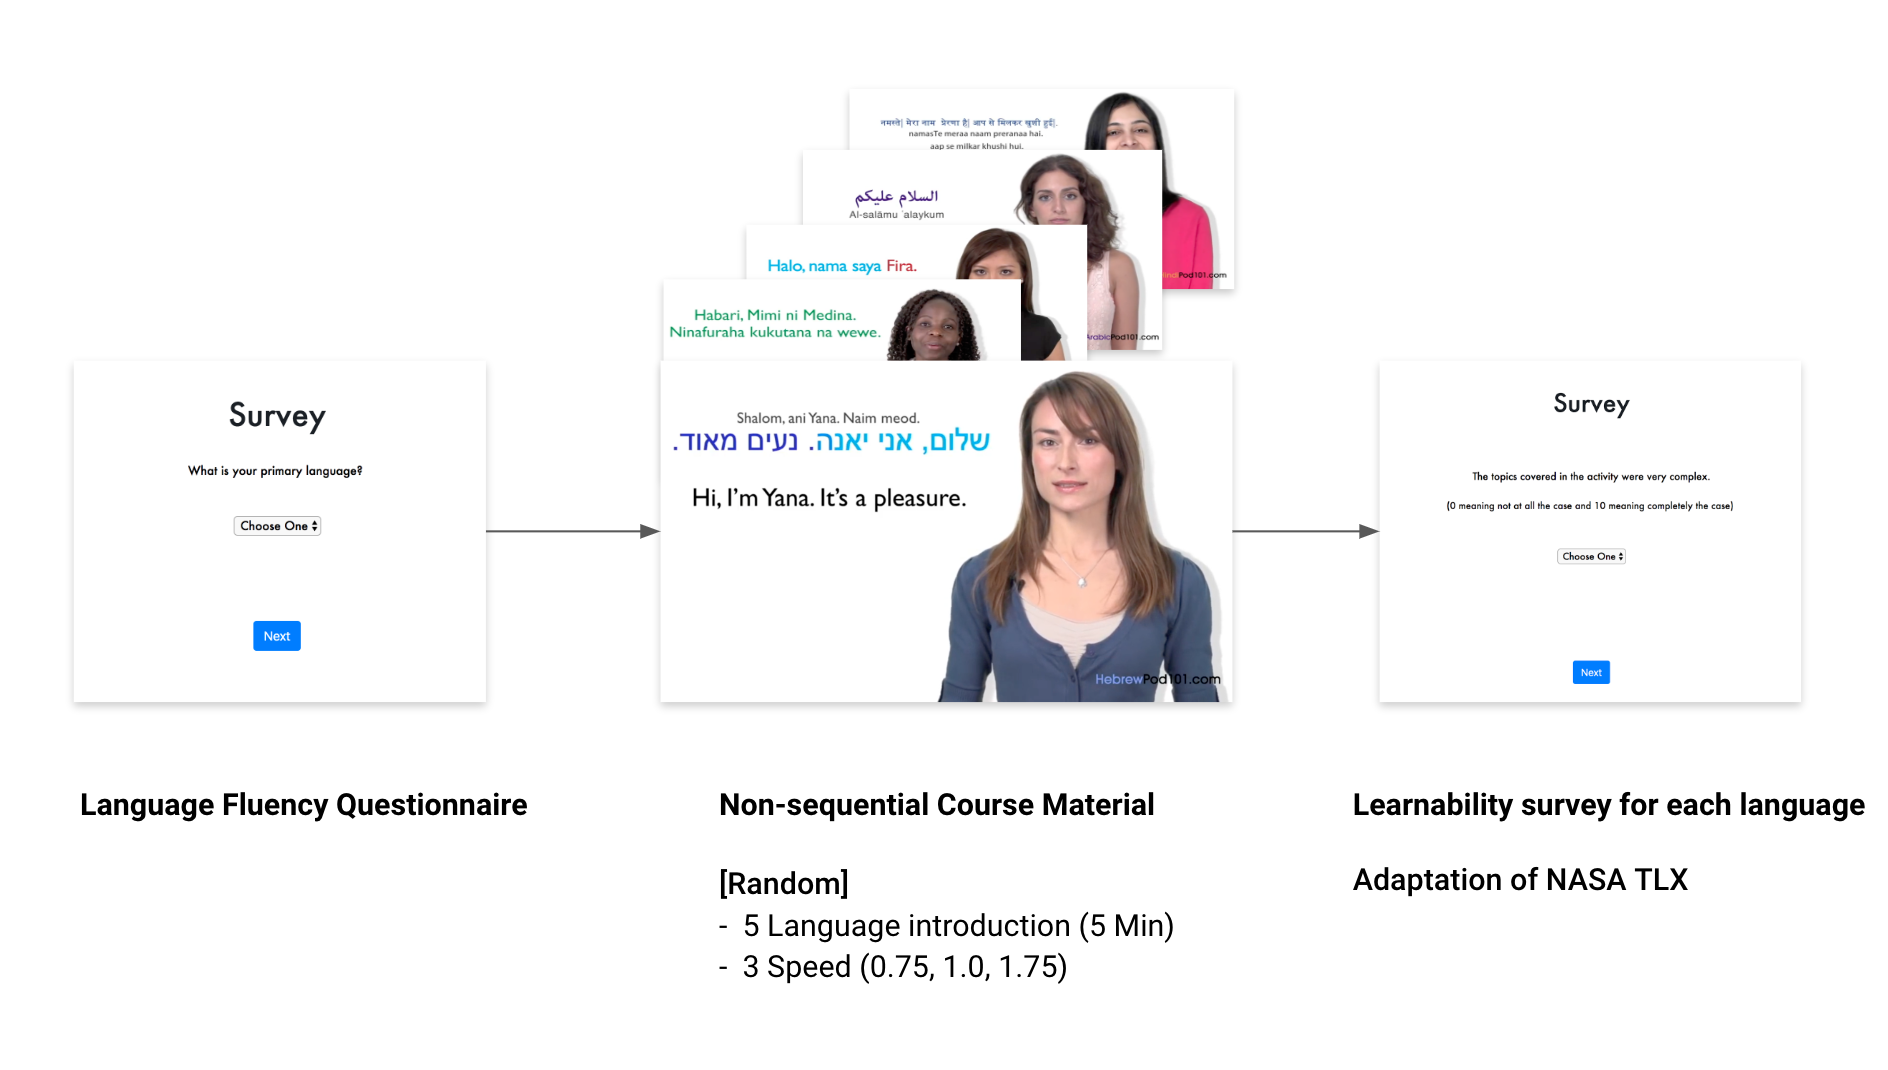 नमस्ते| मेरा नाम प्रेरणा है| आप से मिलकर खुशी हुई|.
namasTe meraa naam preranaa hai.
aap se milkar khushi hui.
السلام عليكم
Al-salāmu ʿalaykum
Halo, nama saya Fira.
Habari, Mimi ni Medina.
Ninafuraha kukutana na wewe.
Pod101.com
ArabicPod101.com
Survey
What is your primary language?
Choose One
Next
Shalom, ani Yana. Naim meod.
שלום, אני יאנה. נעים מאוד.
Hi, I'm Yana. It's a pleasure.
HebrewPod101.com
Survey
The topics covered in the activity were very complex.
(0 meaning not at all the case and 10 meaning completely the case)
Choose One
Next
Language Fluency Questionnaire
Non-sequential Course Material
[Random]
- 5 Language introduction (5 Min)
- 3 Speed (0.75, 1.0, 1.75)
Learnability survey for each language
Adaptation of NASA TLX